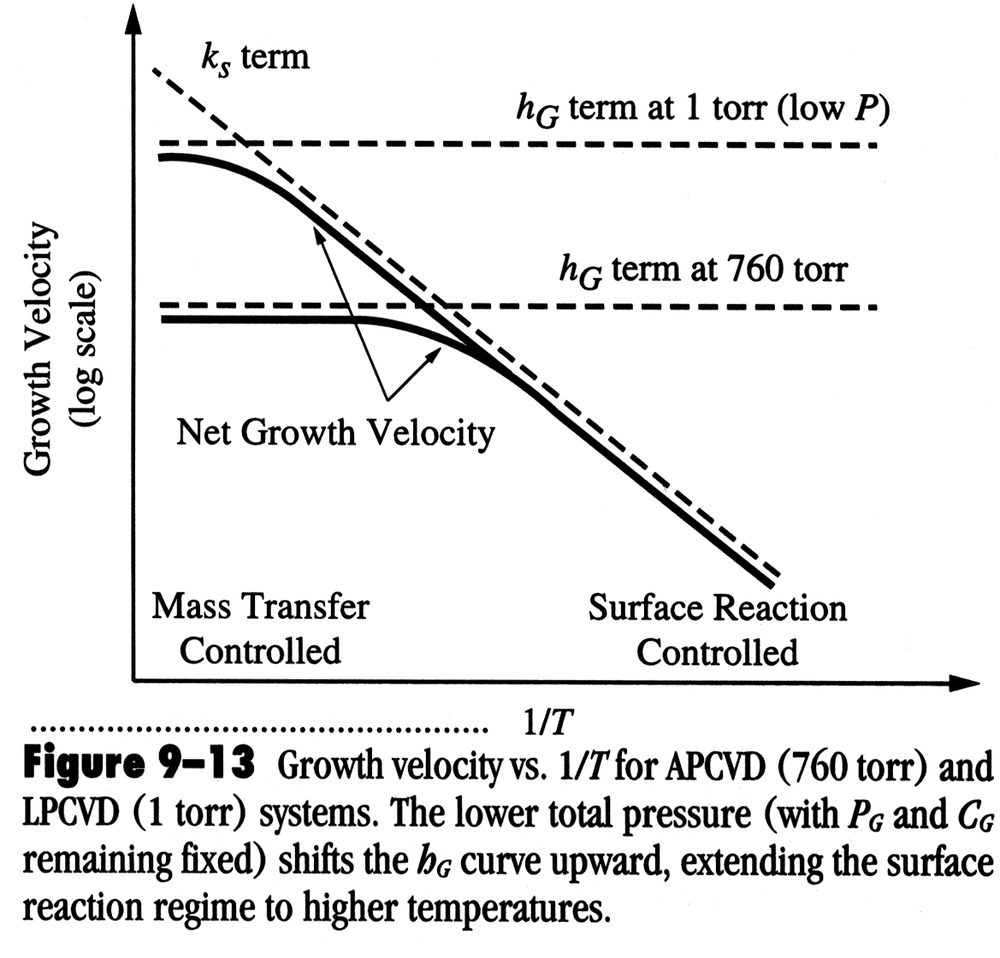 k_S term
h_G term at 1 torr (low P)
h_G term at 760 torr
Growth Velocity
(log scale)
Net Growth Velocity
Mass Transfer
Controlled
Surface Reaction
Controlled
1/T
Figure 9–13 Growth velocity vs. 1/T for APCVD (760 torr) and
LPCVD (1 torr) systems. The lower total pressure (with P_G and C_G
remaining fixed) shifts the h_G curve upward, extending the surface
reaction regime to higher temperatures.